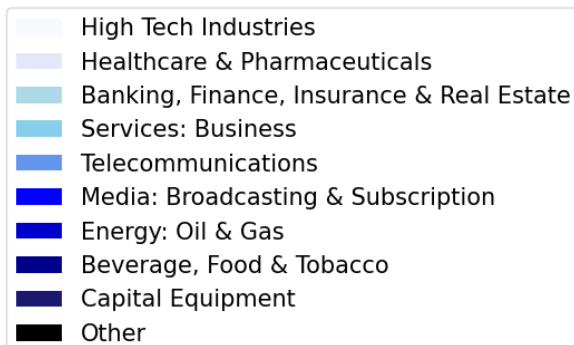 High Tech Industries
Healthcare & Pharmaceuticals
Banking, Finance, Insurance & Real Estate
Services: Business
Telecommunications
Media: Broadcasting & Subscription
Energy: Oil & Gas
Beverage, Food & Tobacco
Capital Equipment
Other